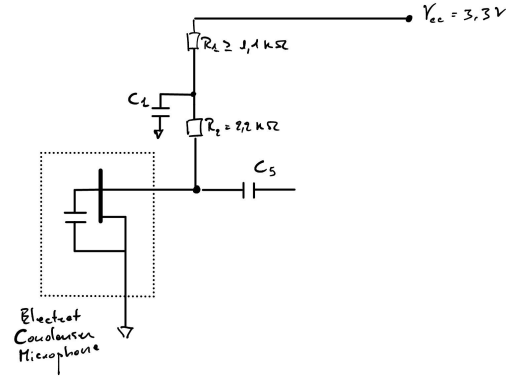 Vcc = 3,3V
R1 ≥ 1,1 kΩ
C1
R2 = 2,2 kΩ
C5
Electret
Condenser
Microphone